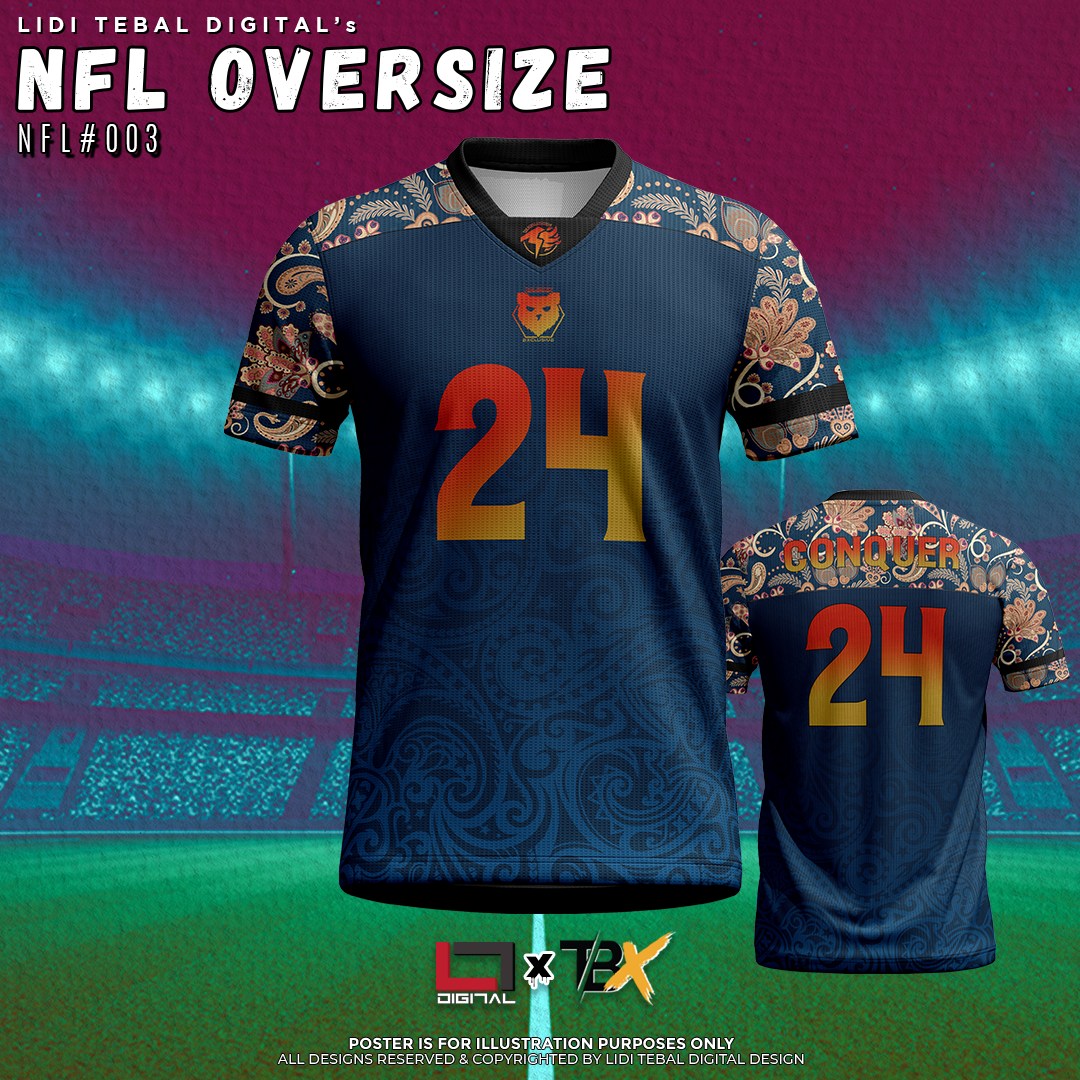 LIDI TEBAL DIGITAL's
NFL OVERSIZE
NFL#003
EXCLUSIVE
24
CONQUER
24
DIGITAL
x
TBX
POSTER IS FOR ILLUSTRATION PURPOSES ONLY
ALL DESIGNS RESERVED & COPYRIGHTED BY LIDI TEBAL DIGITAL DESIGN